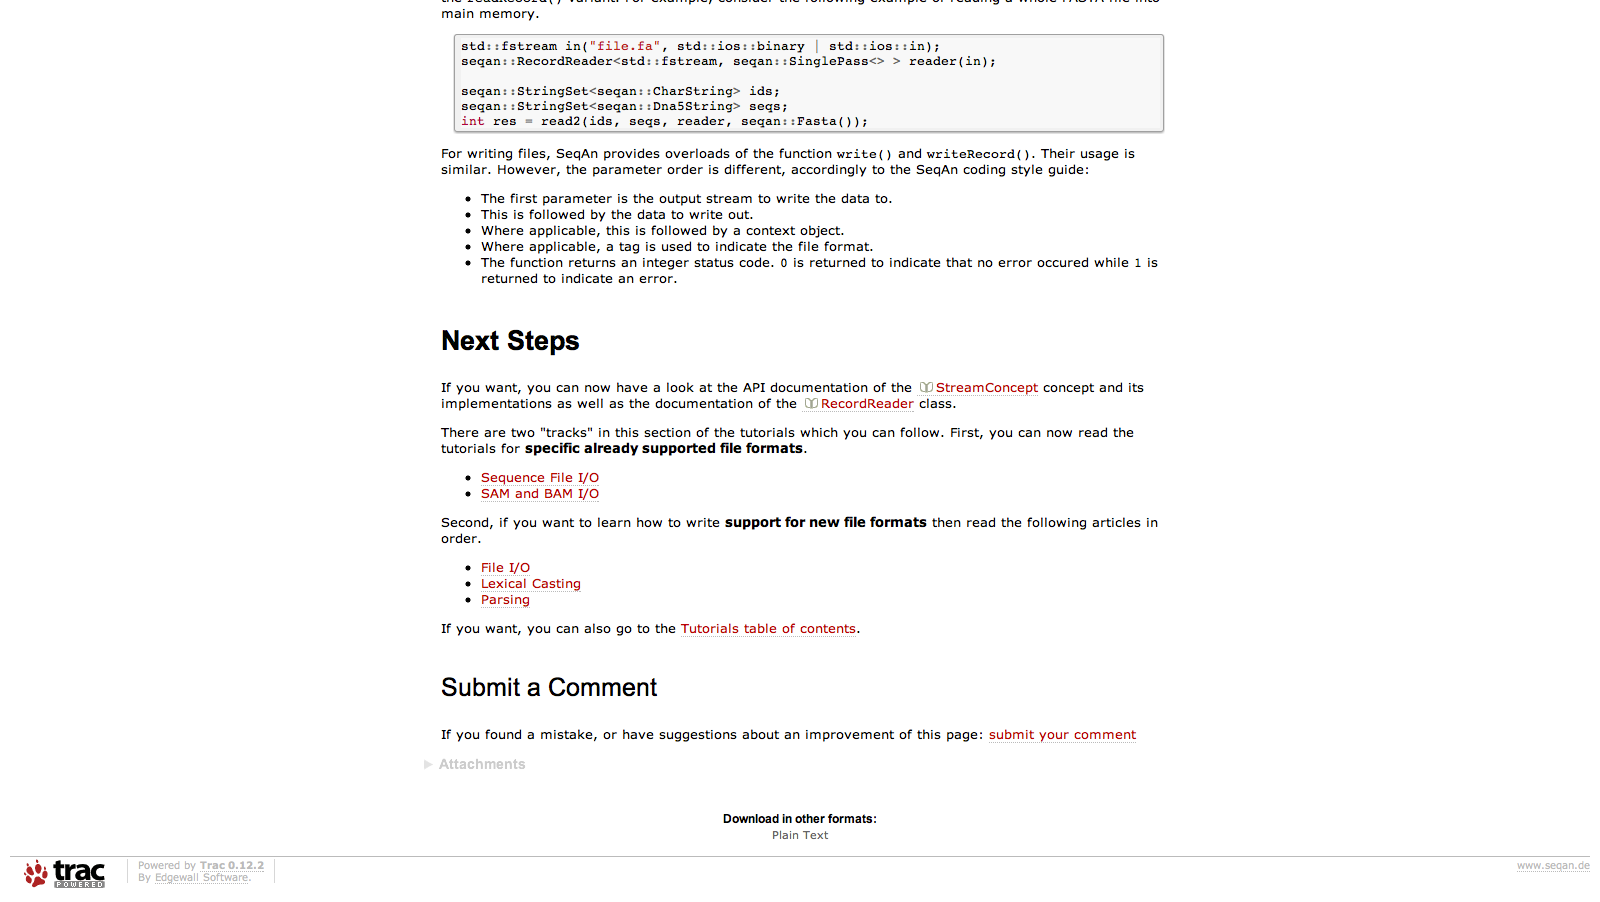 main memory.
std::fstream in("file.fa", std::ios::binary | std::ios::in);
seqan::RecordReader<std::fstream, seqan::SinglePass<> > reader(in);
seqan::StringSet<seqan::CharString> ids;
seqan::StringSet<seqan::Dna5String> seqs;
int res = read2(ids, seqs, reader, seqan::Fasta());
For writing files, SeqAn provides overloads of the function write() and writeRecord(). Their usage is
similar. However, the parameter order is different, accordingly to the SeqAn coding style guide:
• The first parameter is the output stream to write the data to.
• This is followed by the data to write out.
• Where applicable, this is followed by a context object.
• Where applicable, a tag is used to indicate the file format.
• The function returns an integer status code. 0 is returned to indicate that no error occured while 1 is
returned to indicate an error.
Next Steps
If you want, you can now have a look at the API documentation of the StreamConcept concept and its
implementations as well as the documentation of the RecordReader class.
There are two "tracks" in this section of the tutorials which you can follow. First, you can now read the
tutorials for specific already supported file formats.
• Sequence File I/O
• SAM and BAM I/O
Second, if you want to learn how to write support for new file formats then read the following articles in
order.
• File I/O
• Lexical Casting
• Parsing
If you want, you can also go to the Tutorials table of contents.
Submit a Comment
If you found a mistake, or have suggestions about an improvement of this page: submit your comment
Attachments
Download in other formats:
Plain Text
trac
POWERED
Powered by Trac 0.12.2
By Edgewall Software.
www.seqan.de